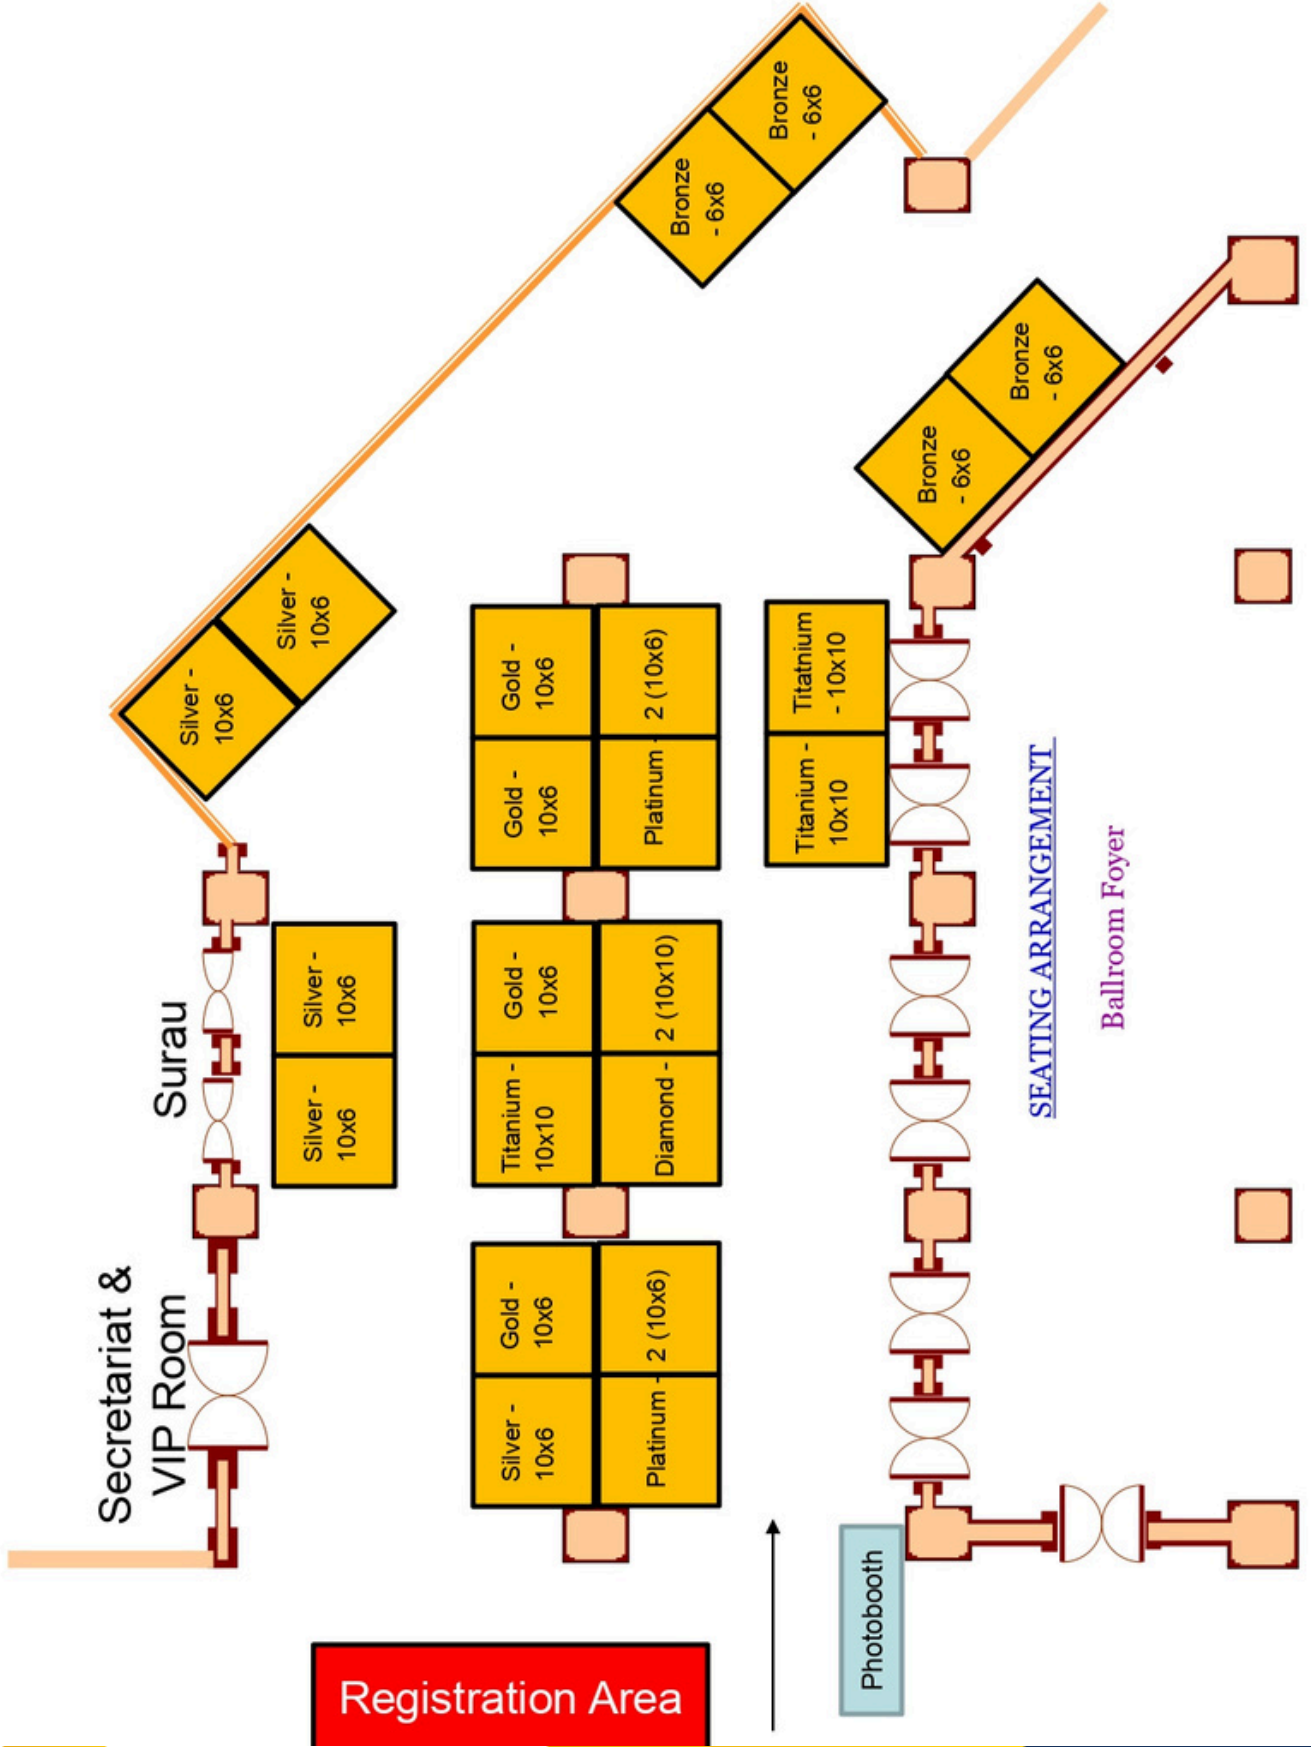 Bronze
- 6x6
Bronze
- 6x6
Bronze
- 6x6
Bronze
- 6x6
Silver -
10x6
Silver -
10x6
Gold -
10x6
2 (10x6)
Gold -
10x6
Platinum -
Titatnium
- 10x10
Titanium -
10x10
Surau
Silver -
10x6
Silver -
10x6
Gold -
10x6
2 (10x10)
Titanium -
10x10
Diamond -
SEATING ARRANGEMENT
Ballroom Foyer
Secretariat &
VIP Room
Gold -
10x6
2 (10x6)
Silver -
10x6
Platinum -
Photobooth
Registration Area